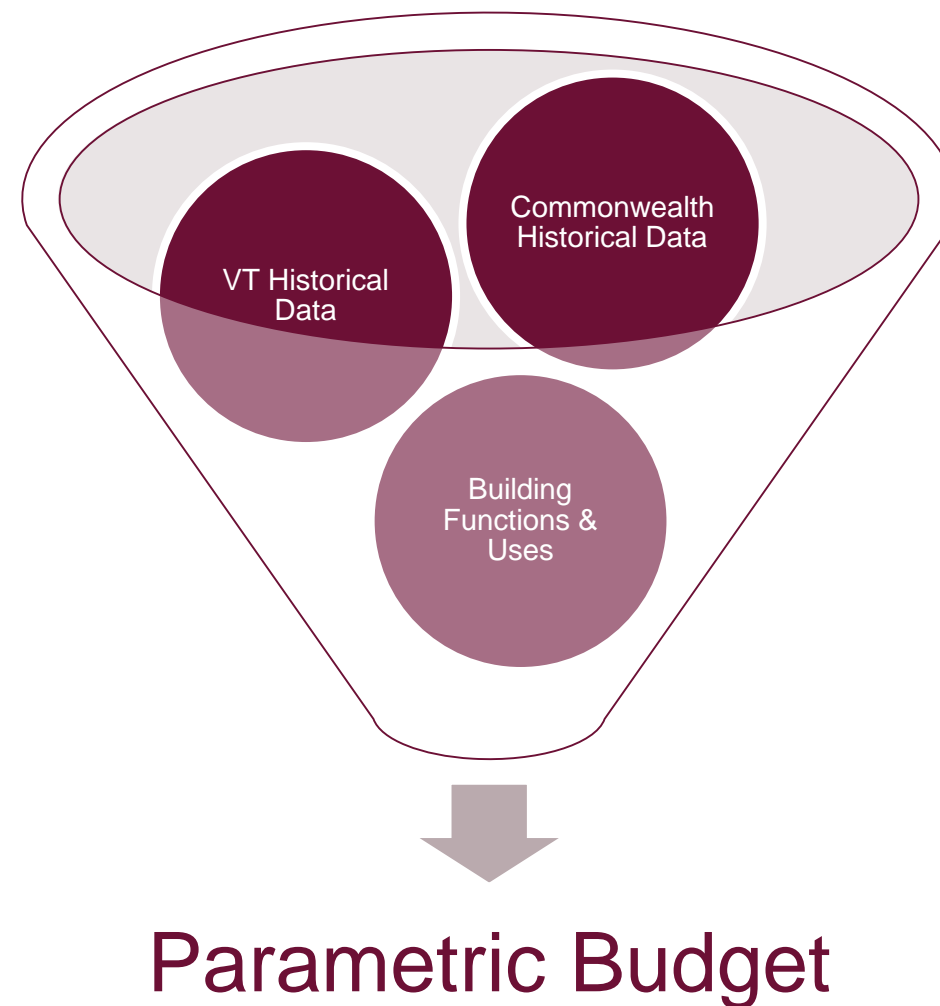 Commonwealth
Historical Data
VT Historical
Data
Building
Functions &
Uses
Parametric Budget